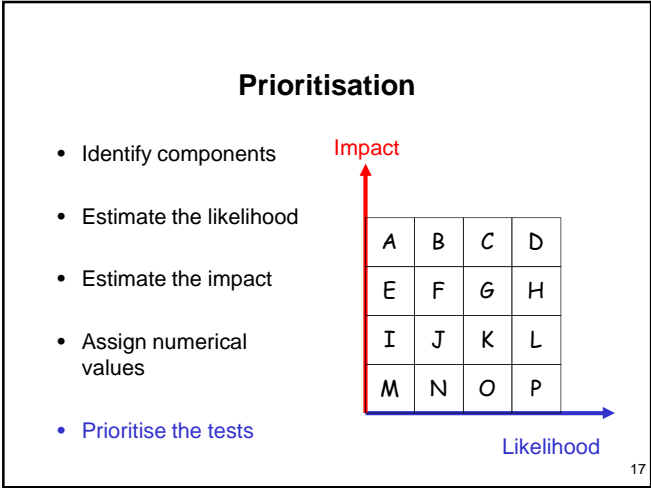 Prioritisation
• Identify components
• Estimate the likelihood
• Estimate the impact
• Assign numerical
values
• Prioritise the tests
Impact
A B C D
E F G H
I J K L
M N O P
Likelihood
17